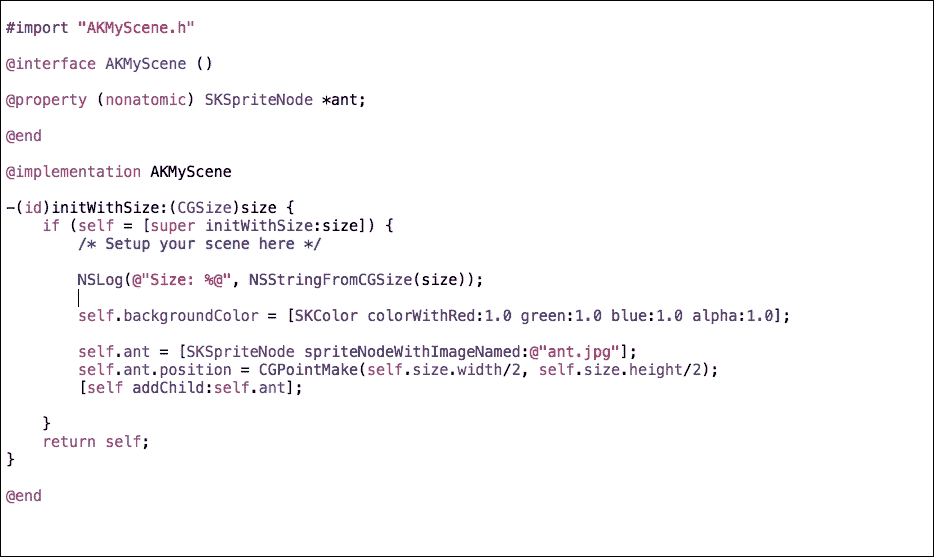 #import "AKMyScene.h"
@interface AKMyScene ()
@property (nonatomic) SKSpriteNode *ant;
@end
@implementation AKMyScene
-(id)initWithSize:(CGSize)size {
    if (self = [super initWithSize:size]) {
        /* Setup your scene here */
        NSLog(@"Size: %@", NSStringFromCGSize(size));
        self.backgroundColor = [SKColor colorWithRed:1.0 green:1.0 blue:1.0 alpha:1.0];
        self.ant = [SKSpriteNode spriteNodeWithImageNamed:@"ant.jpg"];
        self.ant.position = CGPointMake(self.size.width/2, self.size.height/2);
        [self addChild:self.ant];
    }
    return self;
}
@end